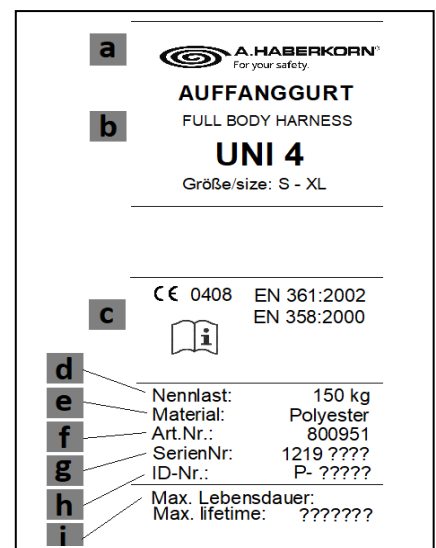 a
A.HABERKORN®
For your safety.
AUFFANGGURT
b
FULL BODY HARNESS
UNI 4
Größe/size: S - XL
CE 0408 EN 361:2002
c
EN 358:2000
i
d
Nennlast: 150 kg
e
Material: Polyester
f
Art.Nr.: 800951
g
SerienNr: 1219 ????
h
ID-Nr.: P- ?????
i
Max. Lebensdauer:
Max. lifetime: ???????